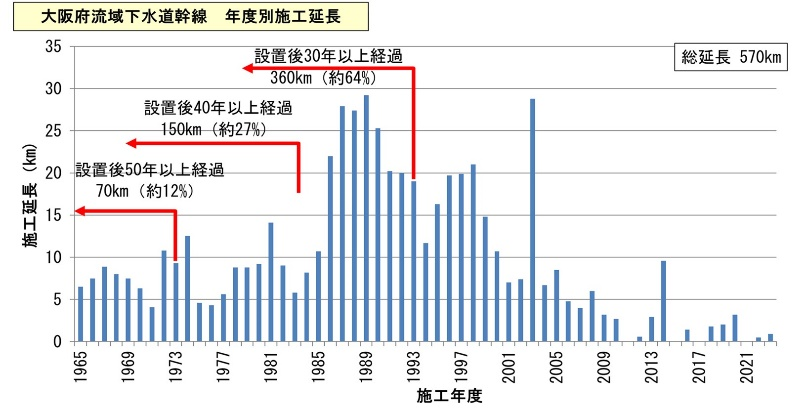 大阪府流域下水道幹線　年度別施工延長
総延長 570km
設置後30年以上経過
360km（約64%）
設置後40年以上経過
150km（約27%）
設置後50年以上経過
70km（約12%）
施工延長（km）
35
30
25
20
15
10
5
0
1965
1969
1973
1977
1981
1985
1989
1993
1997
2001
2005
2009
2013
2017
2021
施工年度